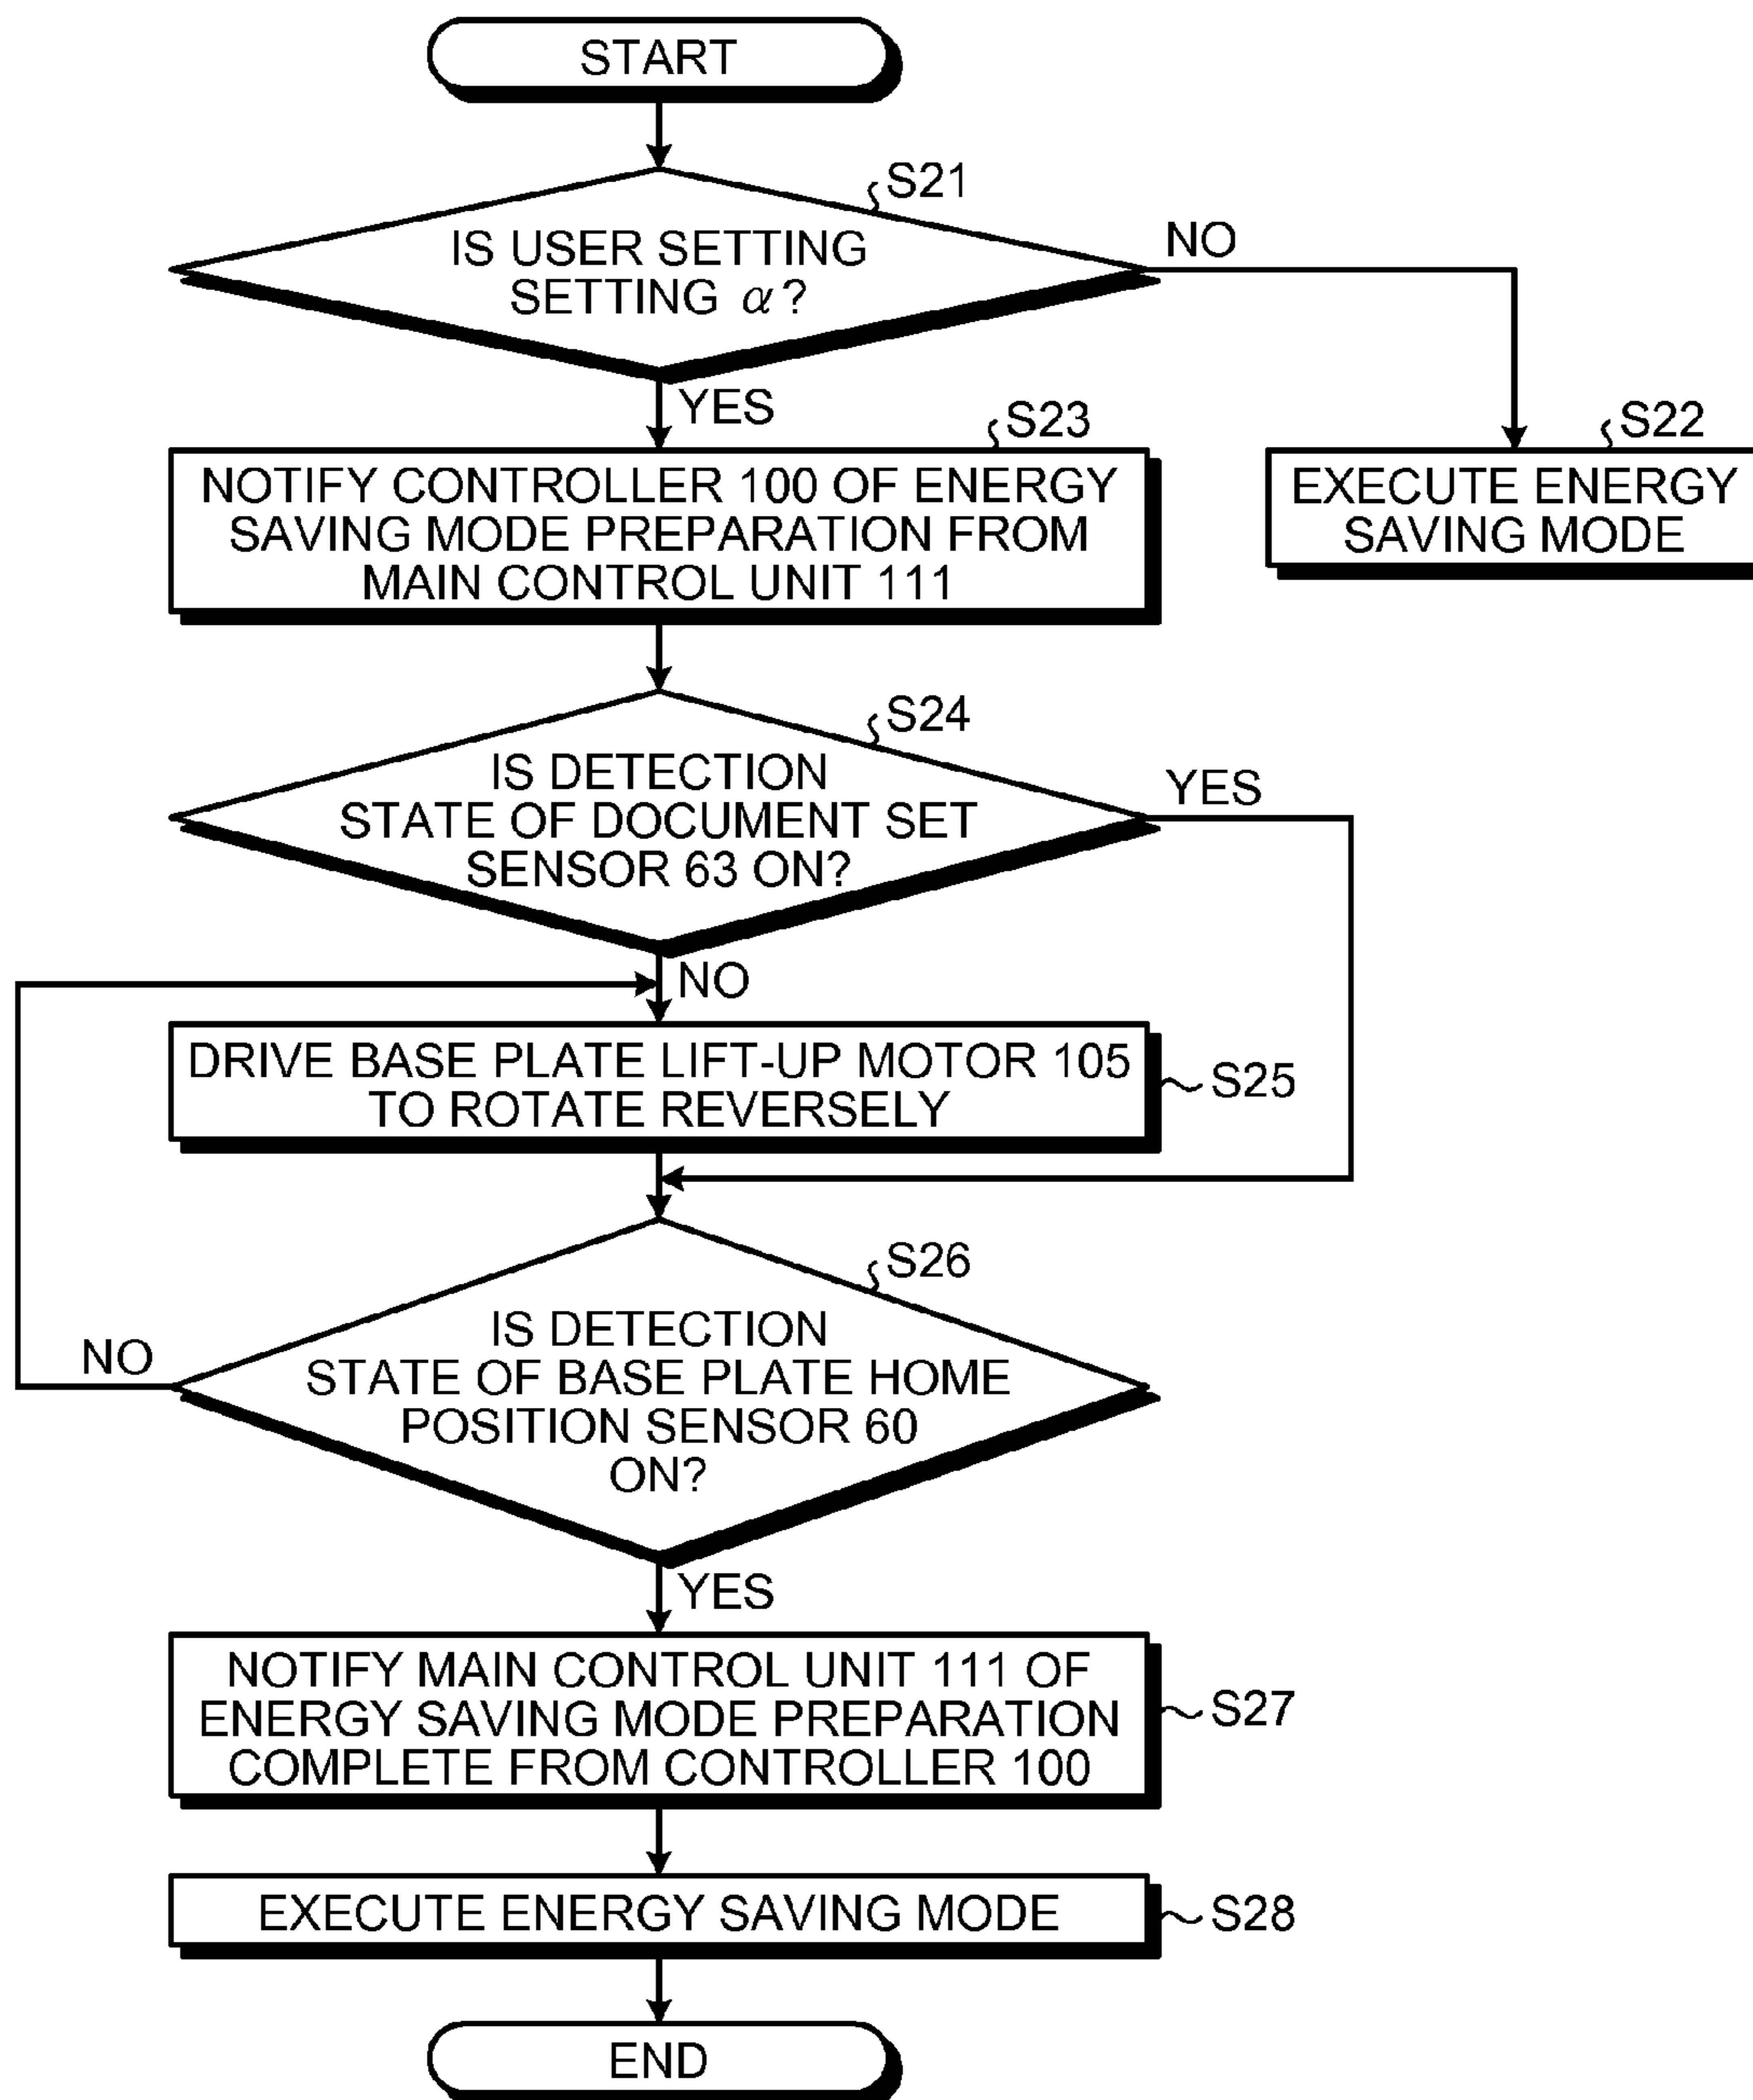 START
S21
IS USER SETTING
SETTING α?
NO
YES
S23
NOTIFY CONTROLLER 100 OF ENERGY
SAVING MODE PREPARATION FROM
MAIN CONTROL UNIT 111
S22
EXECUTE ENERGY
SAVING MODE
S24
IS DETECTION
STATE OF DOCUMENT SET
SENSOR 63 ON?
YES
NO
DRIVE BASE PLATE LIFT-UP MOTOR 105
TO ROTATE REVERSELY
S25
S26
IS DETECTION
STATE OF BASE PLATE HOME
POSITION SENSOR 60
ON?
NO
YES
NOTIFY MAIN CONTROL UNIT 111 OF
ENERGY SAVING MODE PREPARATION
COMPLETE FROM CONTROLLER 100
S27
EXECUTE ENERGY SAVING MODE
S28
END